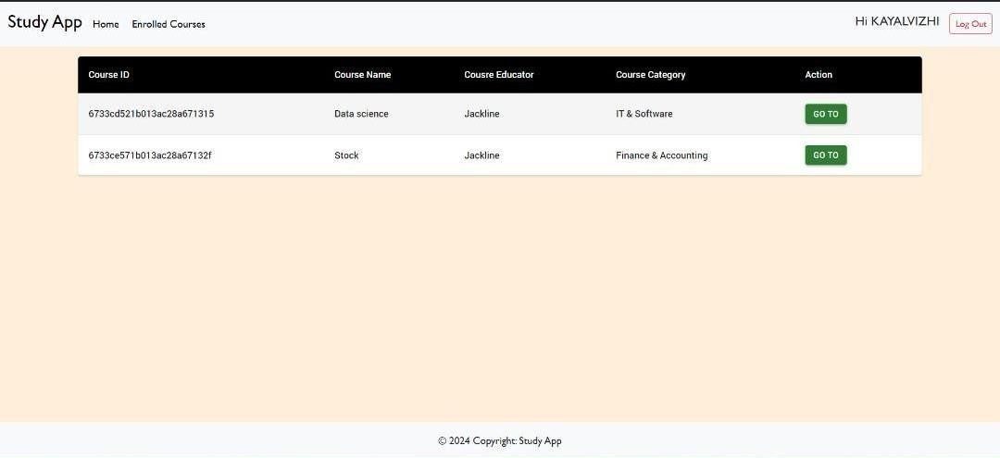 Study App Home Enrolled Courses Hi KAYALVIZHI Log Out
Course ID Course Name Cousre Educator Course Category Action
6733cd521b013ac28a671315 Data science Jackline IT & Software GO TO
6733ce571b013ac28a67132f Stock Jackline Finance & Accounting GO TO
© 2024 Copyright: Study App